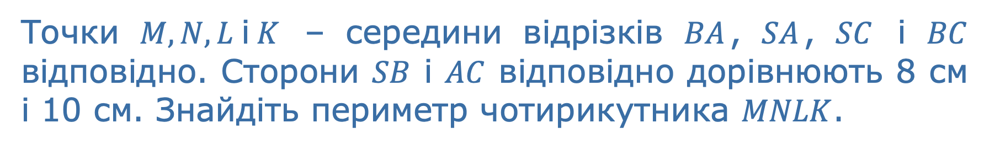 Точки M, N, L і K – середини відрізків BA, SA, SC і BC
відповідно. Сторони SB і AC відповідно дорівнюють 8 см
і 10 см. Знайдіть периметр чотирикутника MNLK.